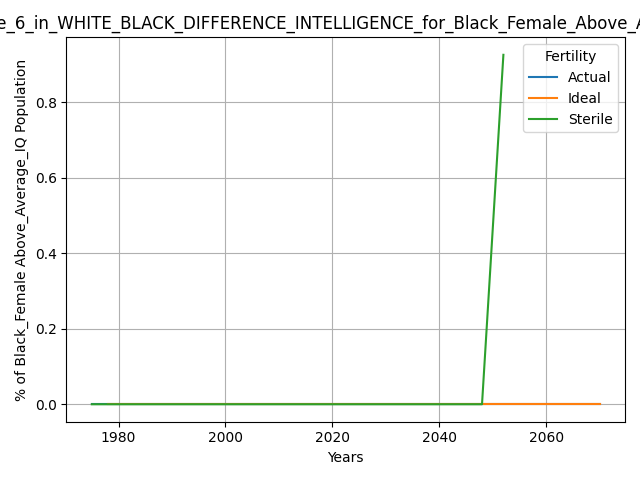 e_6_in_WHITE_BLACK_DIFFERENCE_INTELLIGENCE_for_Black_Female_Above_A
% of Black_Female Above_Average_IQ Population
0.8
0.6
0.4
0.2
0.0
Fertility
Actual
Ideal
Sterile
1980 2000 2020 2040 2060
Years